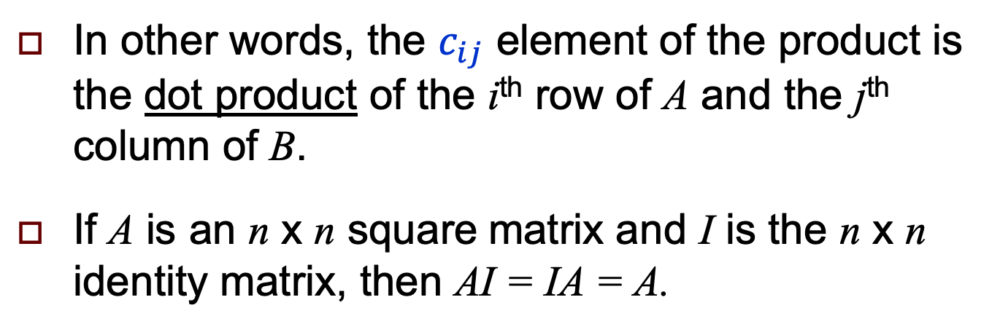 In other words, the cij element of the product is
the dot product of the ith row of A and the jth
column of B.
If A is an n x n square matrix and I is the n x n
identity matrix, then AI = IA = A.